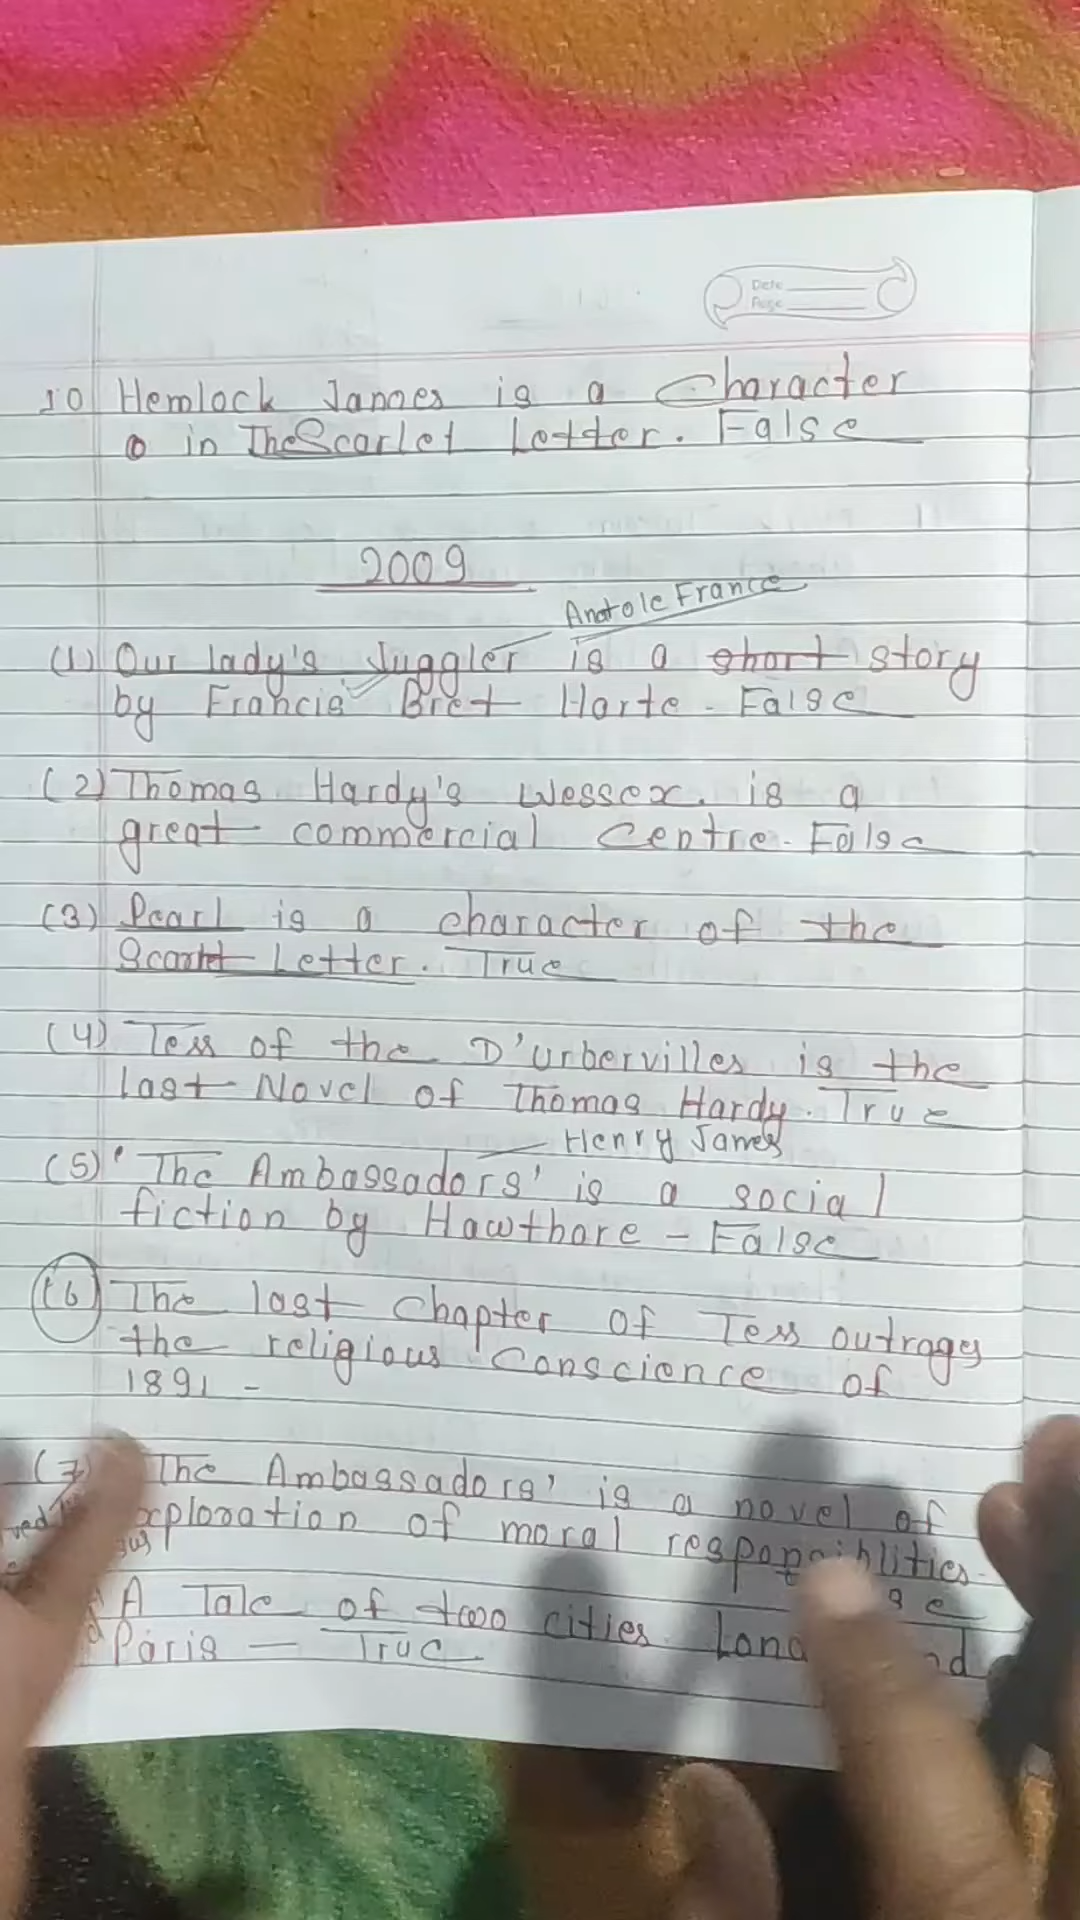 Date
Page
10 Hemlock James is a Character
in The Scarlet Letter. False
2009
Anatole France
(1) Our lady's Juggler is a short story
by Francis Bret Harte - False
(2) Thomas Hardy's Wessex. is a
great commercial Centre. False
(3) Pearl is a character of the
Scarlet Letter. True
(4) Tess of the D'urbervilles is the
last Novel of Thomas Hardy. True
Henry James
(5) 'The Ambassadors' is a social
fiction by Hawthore - False
(6) The last Chapter of Tess outrages
the religious conscience of
1891 -
(7) The Ambassadors' is a novel of
exploration of moral responsiblities.
A Tale of two cities
Paris — True